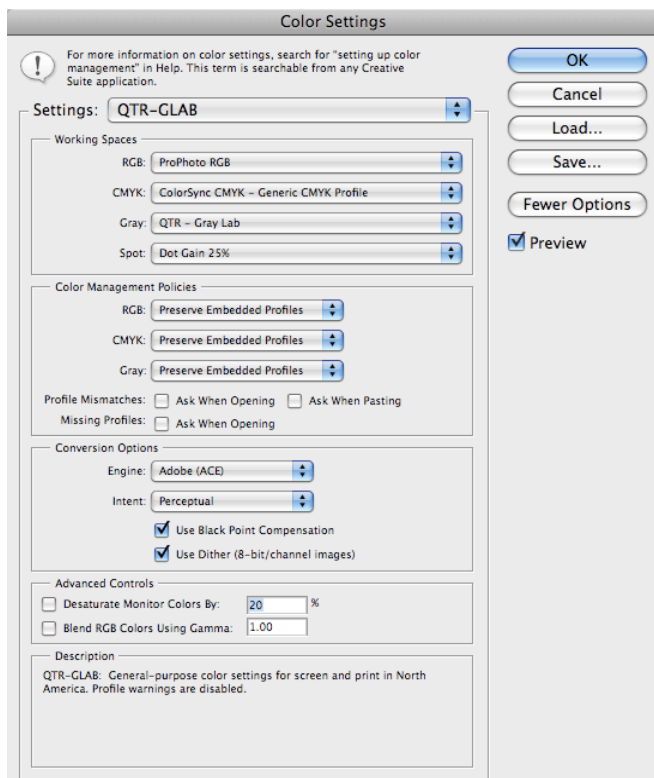 Color Settings
For more information on color settings, search for "setting up color
management" in Help. This term is searchable from any Creative
Suite application.
OK
Cancel
Load...
Save...
Fewer Options
Preview
Settings: QTR-GLAB
Working Spaces
RGB: ProPhoto RGB
CMYK: ColorSync CMYK - Generic CMYK Profile
Gray: QTR - Gray Lab
Spot: Dot Gain 25%
Color Management Policies
RGB: Preserve Embedded Profiles
CMYK: Preserve Embedded Profiles
Gray: Preserve Embedded Profiles
Profile Mismatches: Ask When Opening Ask When Pasting
Missing Profiles: Ask When Opening
Conversion Options
Engine: Adobe (ACE)
Intent: Perceptual
Use Black Point Compensation
Use Dither (8-bit/channel images)
Advanced Controls
Desaturate Monitor Colors By: 20 %
Blend RGB Colors Using Gamma: 1.00
Description
QTR-GLAB: General-purpose color settings for screen and print in North
America. Profile warnings are disabled.